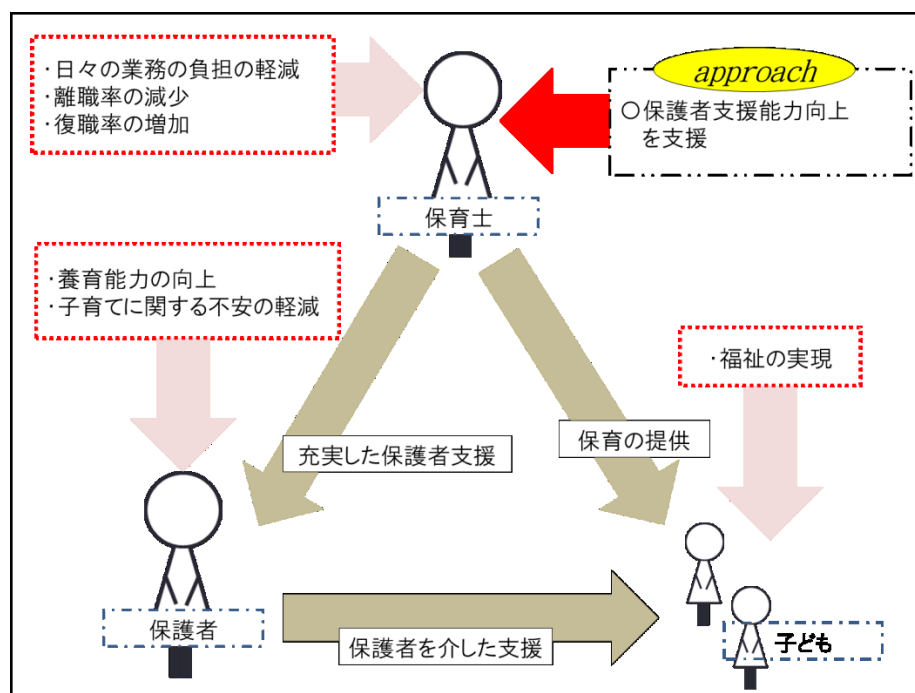 ・日々の業務の負担の軽減
・離職率の減少
・復職率の増加
approach
○保護者支援能力向上
を支援
保育士
・養育能力の向上
・子育てに関する不安の軽減
・福祉の実現
充実した保護者支援
保育の提供
保護者
保護者を介した支援
子ども